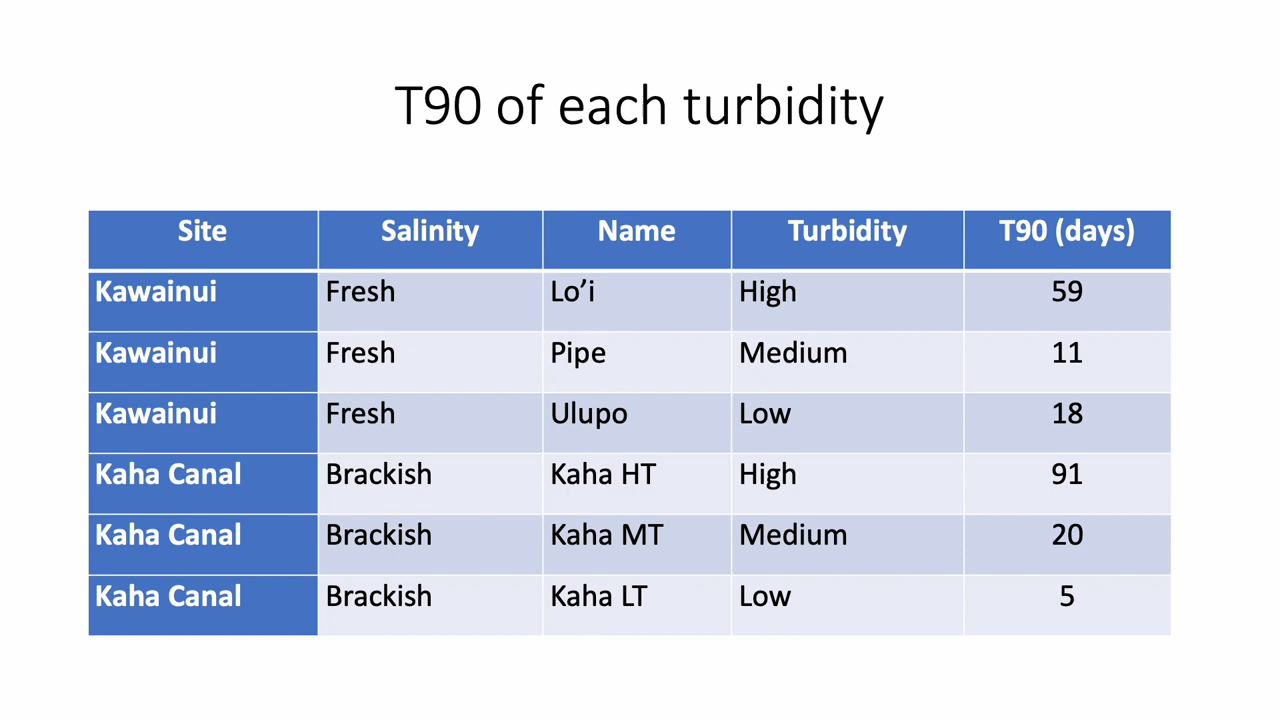 T90 of each turbidity
Site Salinity Name Turbidity T90 (days)
Kawainui Fresh Lo’i High 59
Kawainui Fresh Pipe Medium 11
Kawainui Fresh Ulupo Low 18
Kaha Canal Brackish Kaha HT High 91
Kaha Canal Brackish Kaha MT Medium 20
Kaha Canal Brackish Kaha LT Low 5